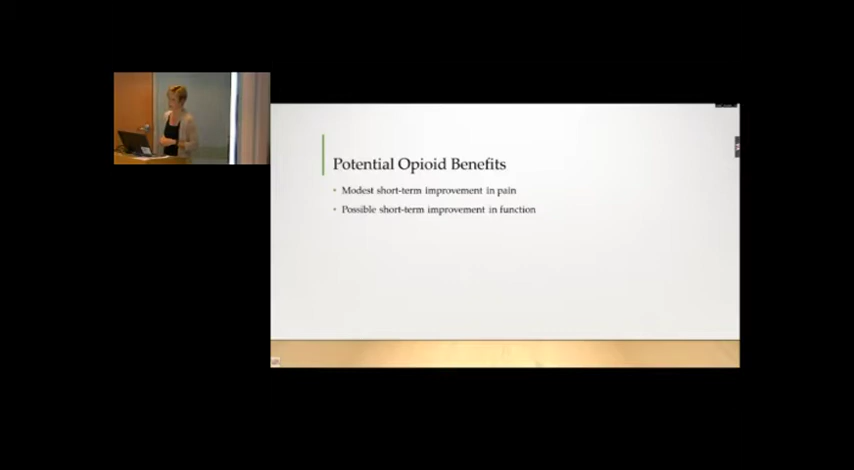 Potential Opioid Benefits
• Modest short-term improvement in pain
• Possible short-term improvement in function